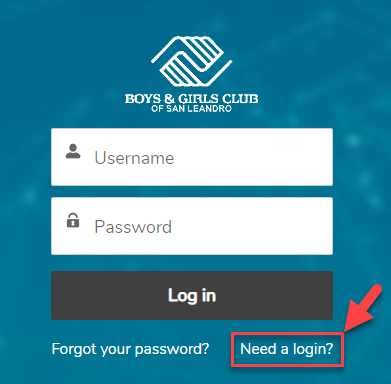 BOYS & GIRLS CLUB
OF SAN LEANDRO
Username
Password
Log in
Forgot your password? Need a login?